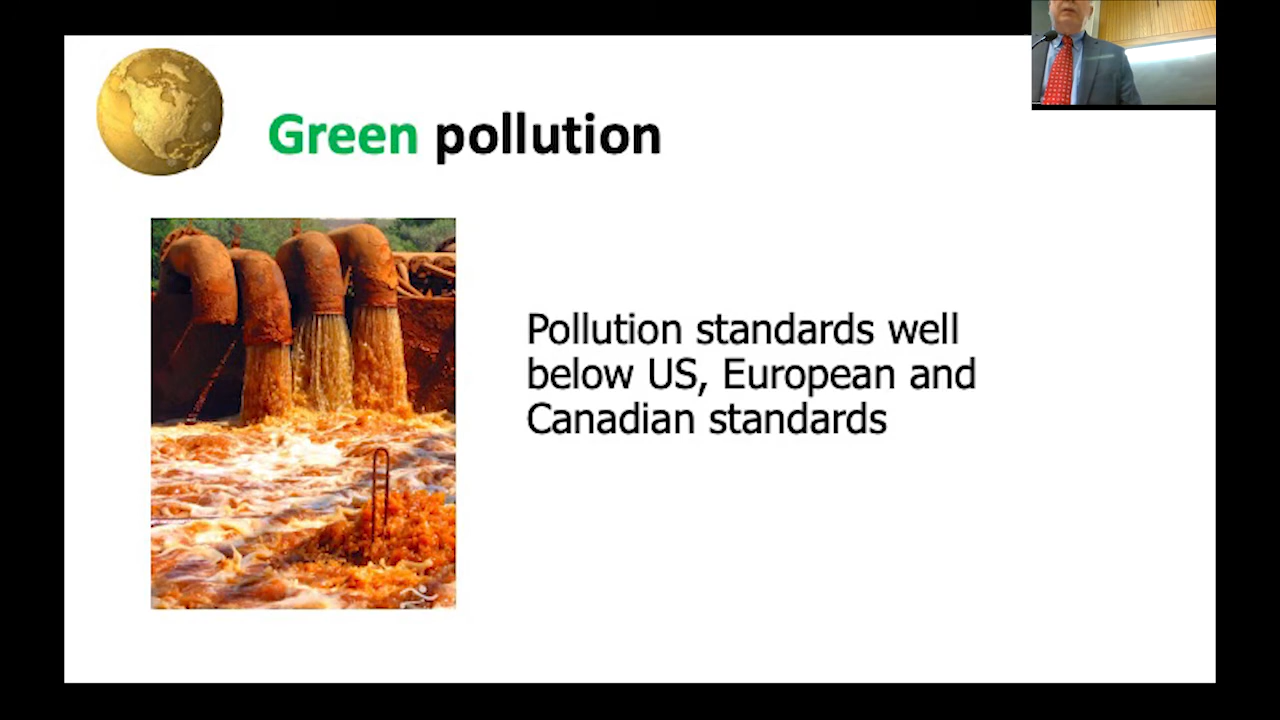 Green pollution
Pollution standards well
below US, European and
Canadian standards